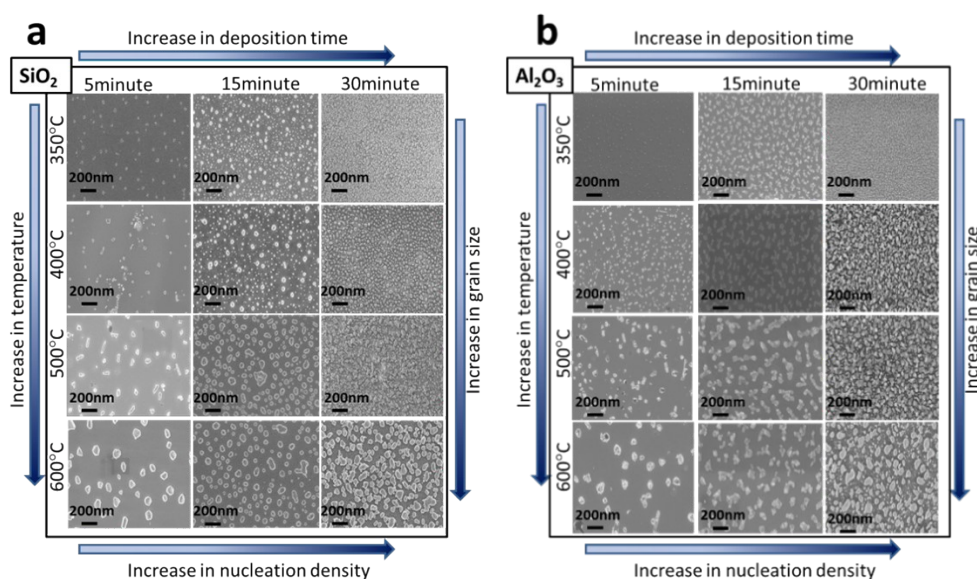 a
Increase in deposition time
SiO₂
5minute 15minute 30minute
Increase in temperature
350°C
200nm 200nm 200nm
400°C
200nm 200nm 200nm
500°C
200nm 200nm 200nm
600°C
200nm 200nm 200nm
Increase in grain size
Increase in nucleation density
b
Increase in deposition time
Al₂O₃
5minute 15minute 30minute
Increase in temperature
350°C
200nm 200nm 200nm
400°C
200nm 200nm 200nm
500°C
200nm 200nm 200nm
600°C
200nm 200nm 200nm
Increase in grain size
Increase in nucleation density